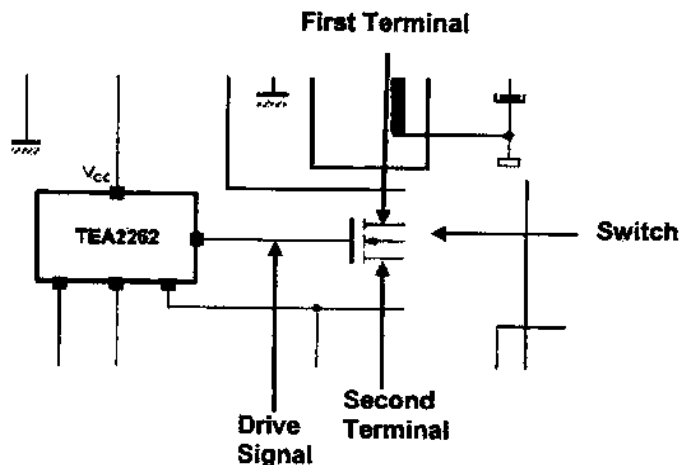 First Terminal
Vcc
TEA2262
Switch
Drive
Signal
Second
Terminal